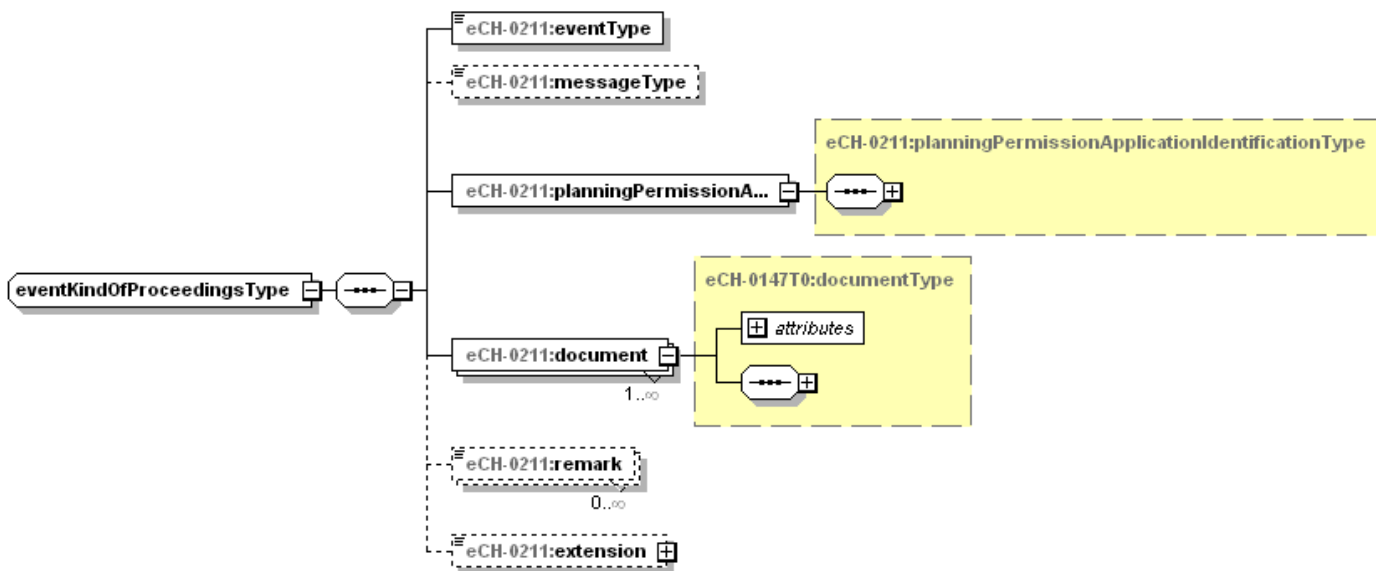 eCH-0211:eventType
eCH-0211:messageType
eCH-0211:planningPermissionApplicationIdentificationType
eCH-0211:planningPermissionA...
eventKindOfProceedingsType
eCH-0147T0:documentType
attributes
eCH-0211:document
1..∞
eCH-0211:remark
0..∞
eCH-0211:extension